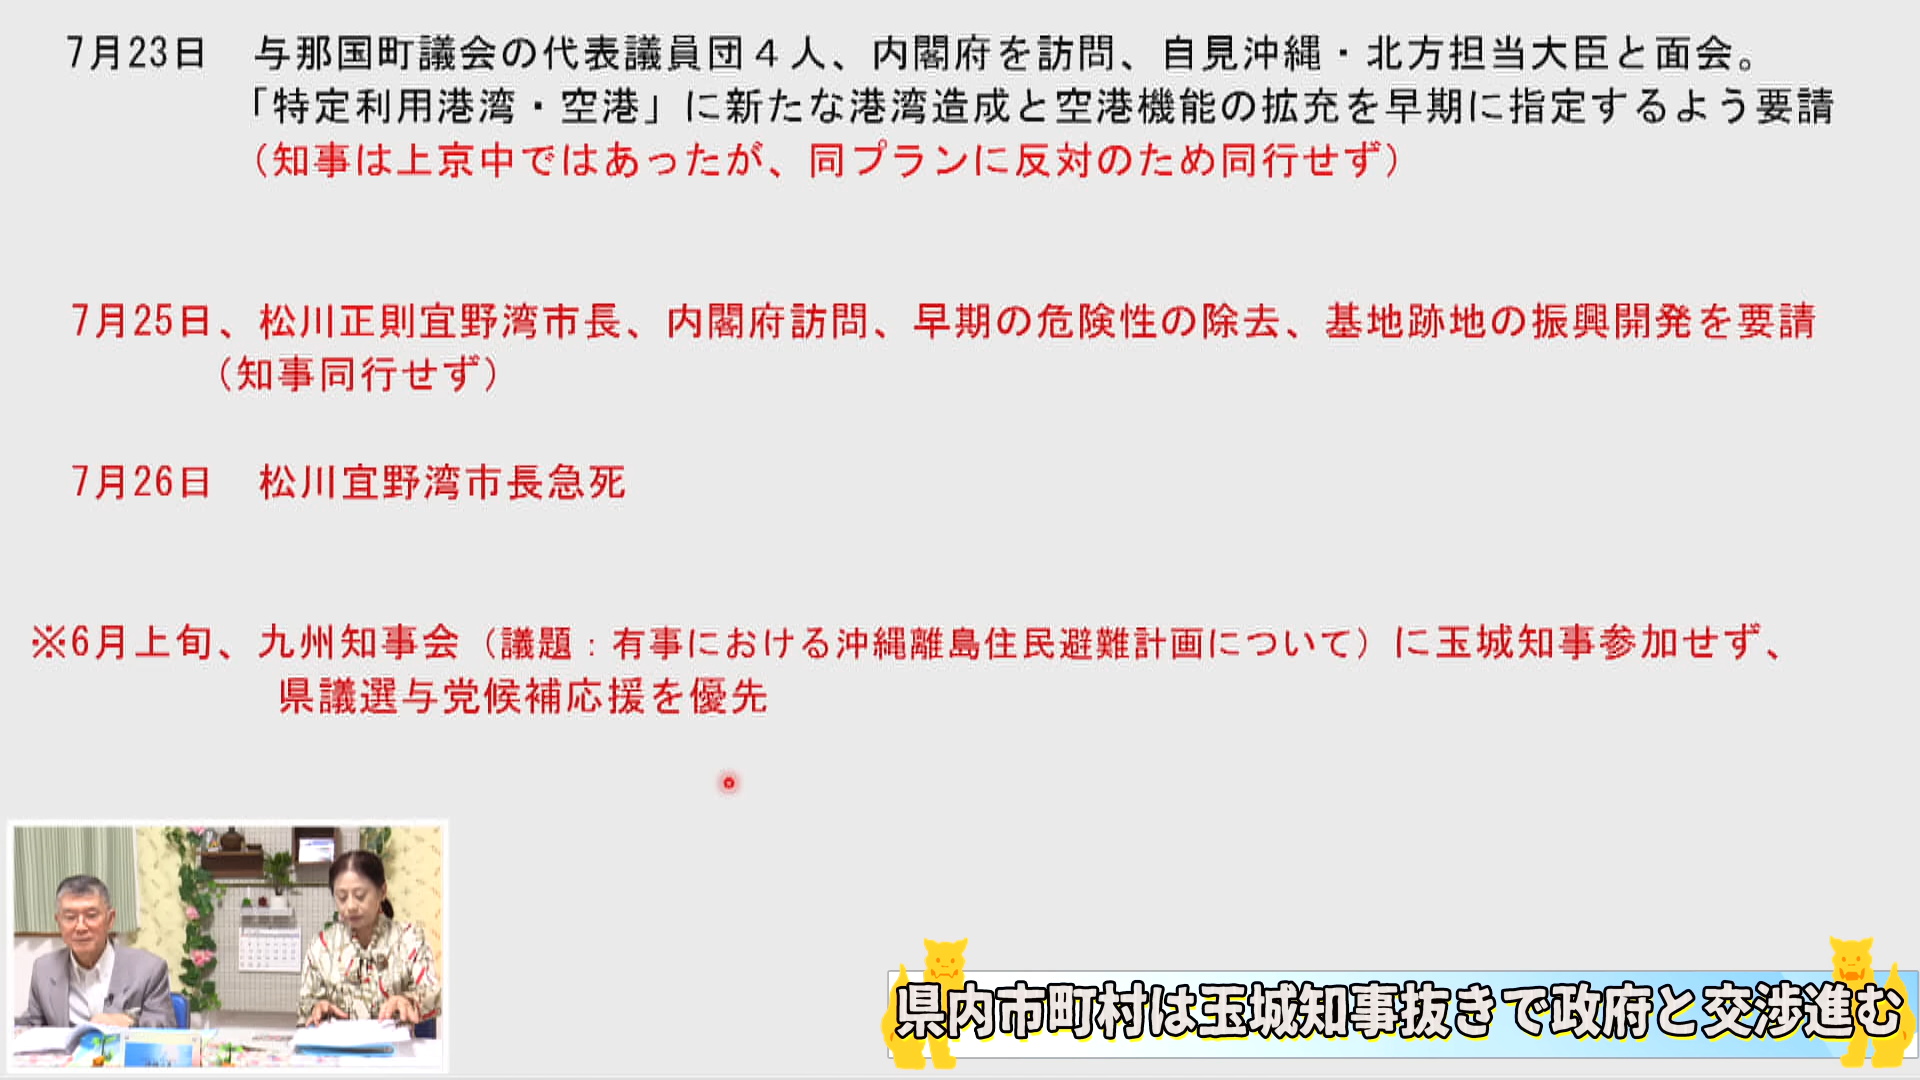 7月23日　与那国町議会の代表議員団４人、内閣府を訪問、自見沖縄・北方担当大臣と面会。
「特定利用港湾・空港」に新たな港湾造成と空港機能の拡充を早期に指定するよう要請
（知事は上京中ではあったが、同プランに反対のため同行せず）
7月25日、松川正則宜野湾市長、内閣府訪問、早期の危険性の除去、基地跡地の振興開発を要請
（知事同行せず）
7月26日　松川宜野湾市長急死
※6月上旬、九州知事会（議題：有事における沖縄離島住民避難計画について）に玉城知事参加せず、
県議選与党候補応援を優先
県内市町村は玉城知事抜きで政府と交渉進む